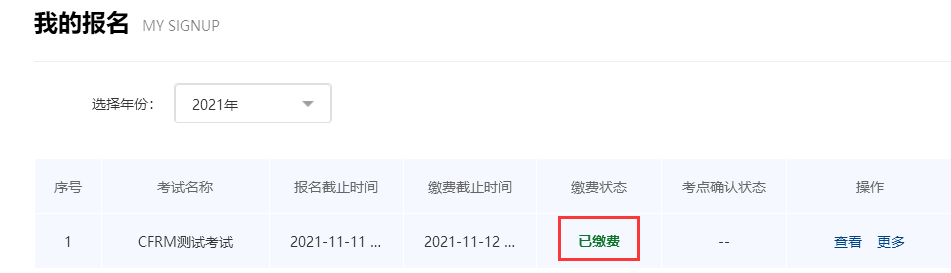 我的报名 MY SIGNUP
选择年份： 2021年
序号 考试名称 报名截止时间 缴费截止时间 缴费状态 考点确认状态 操作
1 CFRM测试考试 2021-11-11 ... 2021-11-12 ... 已缴费 -- 查看 更多